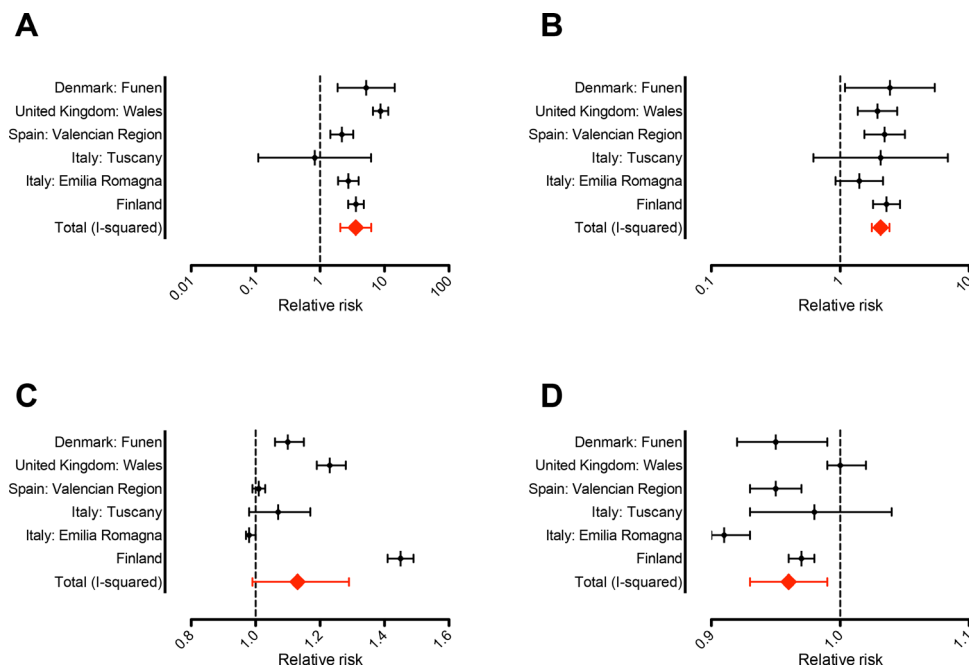 A
Denmark: Funen
United Kingdom: Wales
Spain: Valencian Region
Italy: Tuscany
Italy: Emilia Romagna
Finland
Total (I-squared)
0.01 0.1 1 10 100
Relative risk
B
Denmark: Funen
United Kingdom: Wales
Spain: Valencian Region
Italy: Tuscany
Italy: Emilia Romagna
Finland
Total (I-squared)
0.1 1 10
Relative risk
C
Denmark: Funen
United Kingdom: Wales
Spain: Valencian Region
Italy: Tuscany
Italy: Emilia Romagna
Finland
Total (I-squared)
0.8 1.0 1.2 1.4 1.6
Relative risk
D
Denmark: Funen
United Kingdom: Wales
Spain: Valencian Region
Italy: Tuscany
Italy: Emilia Romagna
Finland
Total (I-squared)
0.9 1.0 1.1
Relative risk